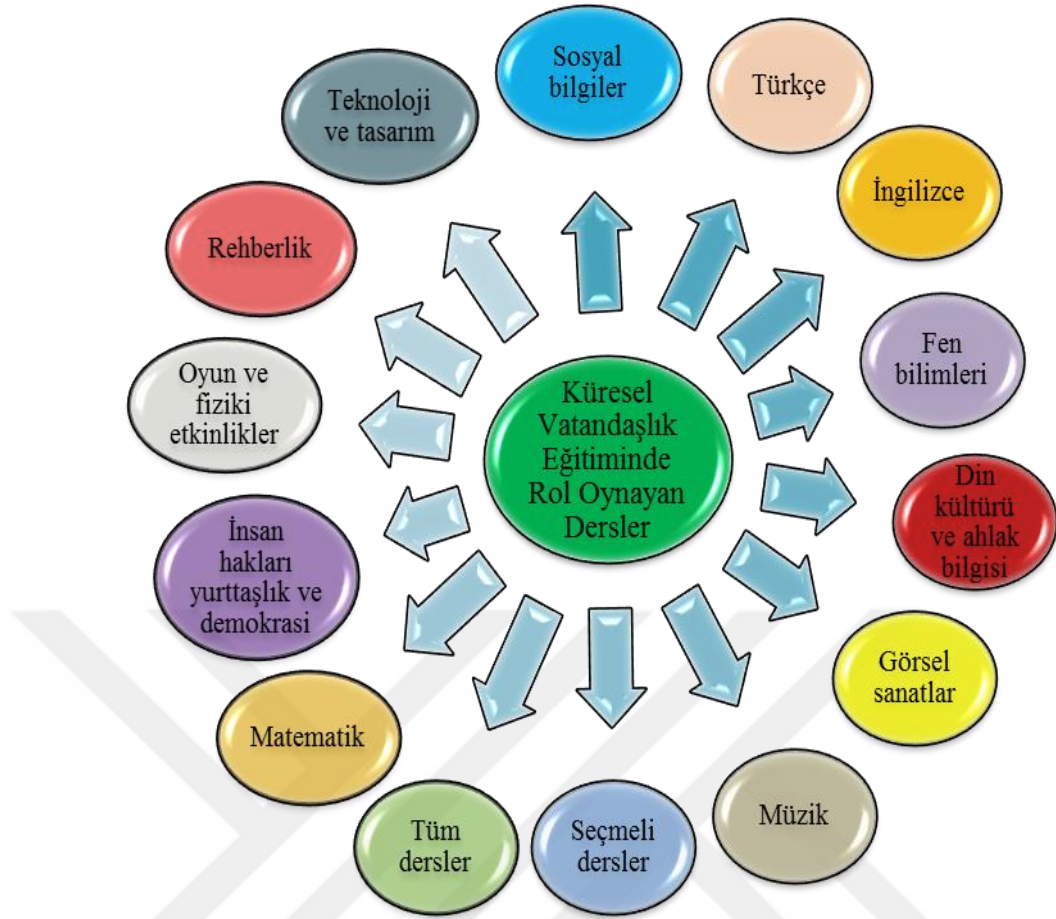 Küresel
Vatandaşlık
Eğitiminde
Rol Oynayan
Dersler
Sosyal
bilgiler
Türkçe
İngilizce
Fen
bilimleri
Din
kültürü
ve ahlak
bilgisi
Görsel
sanatlar
Müzik
Seçmeli
dersler
Tüm
dersler
Matematik
İnsan
hakları
yurttaşlık ve
demokrasi
Oyun ve
fiziki
etkinlikler
Rehberlik
Teknoloji
ve tasarım